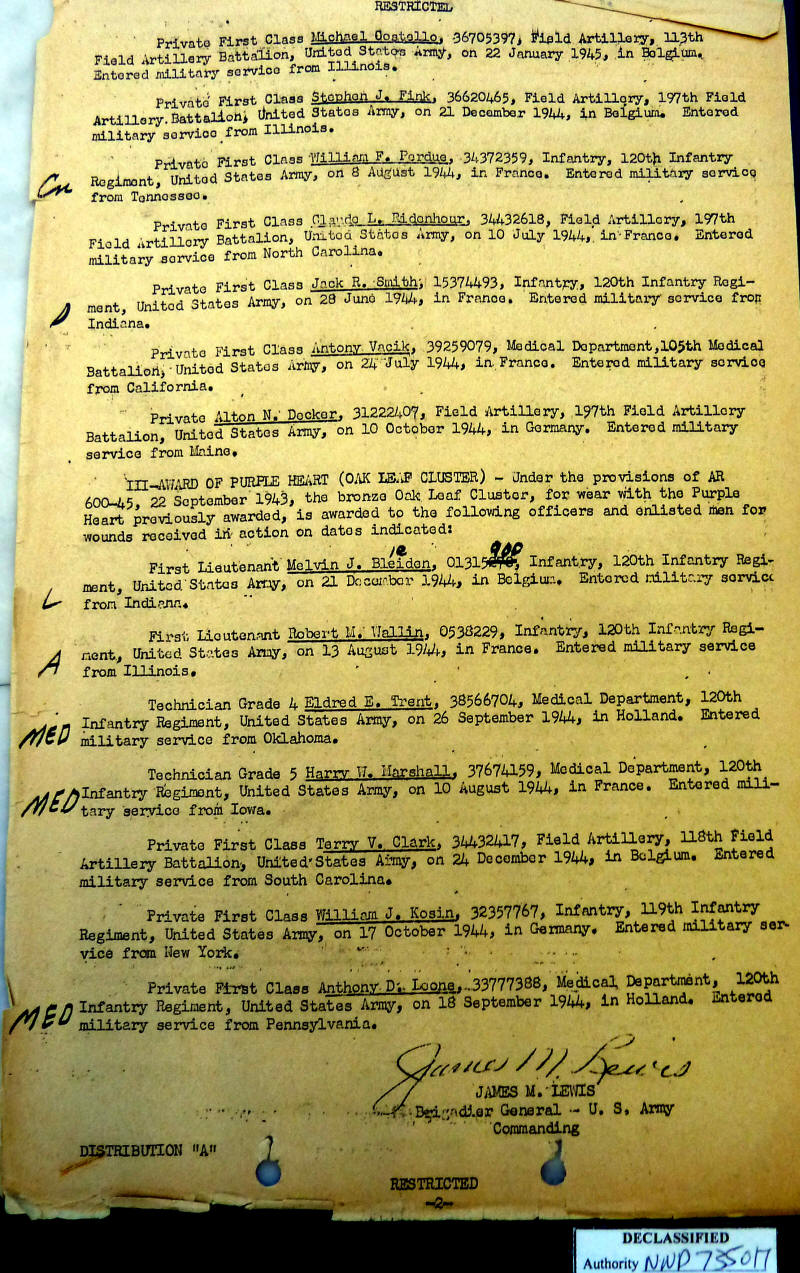 RESTRICTED
Private First Class Michael Costello, 36705397, Field Artillery, 113th
Field Artillery Battalion, United States Army, on 22 January 1945, in Belgium.
Entered military service from Illinois.
Private First Class Stephen J. Fink, 36620465, Field Artillery, 197th Field
Artillery Battalion, United States Army, on 21 December 1944, in Belgium. Entered
military service from Illinois.
Private First Class William F. Perdue, 34372359, Infantry, 120th Infantry
Regiment, United States Army, on 8 August 1944, in France. Entered military service
from Tennessee.
Private First Class Claude L. Ridenhour, 34432618, Field Artillery, 197th
Field Artillery Battalion, United States Army, on 10 July 1944, in France. Entered
military service from North Carolina.
Private First Class Jack R. Smith, 15374493, Infantry, 120th Infantry Regi-
ment, United States Army, on 28 June 1944, in France. Entered military service from
Indiana.
Private First Class Antony Vacik, 39259079, Medical Department, 105th Medical
Battalion, United States Army, on 24 July 1944, in France. Entered military service
from California.
Private Alton N. Decker, 31222407, Field Artillery, 197th Field Artillery
Battalion, United States Army, on 10 October 1944, in Germany. Entered military
service from Maine.
III-AWARD OF PURPLE HEART (OAK LEAF CLUSTER) - Under the provisions of AR
600-45, 22 September 1943, the bronze Oak Leaf Cluster, for wear with the Purple
Heart previously awarded, is awarded to the following officers and enlisted men for
wounds received in action on dates indicated:
First Lieutenant Melvin J. Bleiden, 01315900, Infantry, 120th Infantry Regi-
ment, United States Army, on 21 December 1944, in Belgium. Entered military service
L from Indiana.
First Lieutenant Robert M. Wallin, 0538229, Infantry, 120th Infantry Regi-
ment, United States Army, on 13 August 1944, in France. Entered military service
A from Illinois.
Technician Grade 4 Eldred E. Trent, 38566704, Medical Department, 120th
Infantry Regiment, United States Army, on 26 September 1944, in Holland. Entered
MED military service from Oklahoma.
Technician Grade 5 Harry W. Marshall, 37674159, Medical Department, 120th
MED Infantry Regiment, United States Army, on 10 August 1944, in France. Entered mili-
tary service from Iowa.
Private First Class Terry V. Clark, 34432417, Field Artillery, 118th Field
Artillery Battalion, United States Army, on 24 December 1944, in Belgium. Entered
military service from South Carolina.
Private First Class William J. Kosin, 32357767, Infantry, 119th Infantry
Regiment, United States Army, on 17 October 1944, in Germany. Entered military ser-
vice from New York.
Private First Class Anthony D. Leone, 33777388, Medical Department, 120th
MED Infantry Regiment, United States Army, on 18 September 1944, in Holland. Entered
military service from Pennsylvania.
James M. Lewis
JAMES M. LEWIS
Brigadier General - U. S. Army
Commanding
DISTRIBUTION "A"
RESTRICTED
-2-
DECLASSIFIED
Authority NND 735017